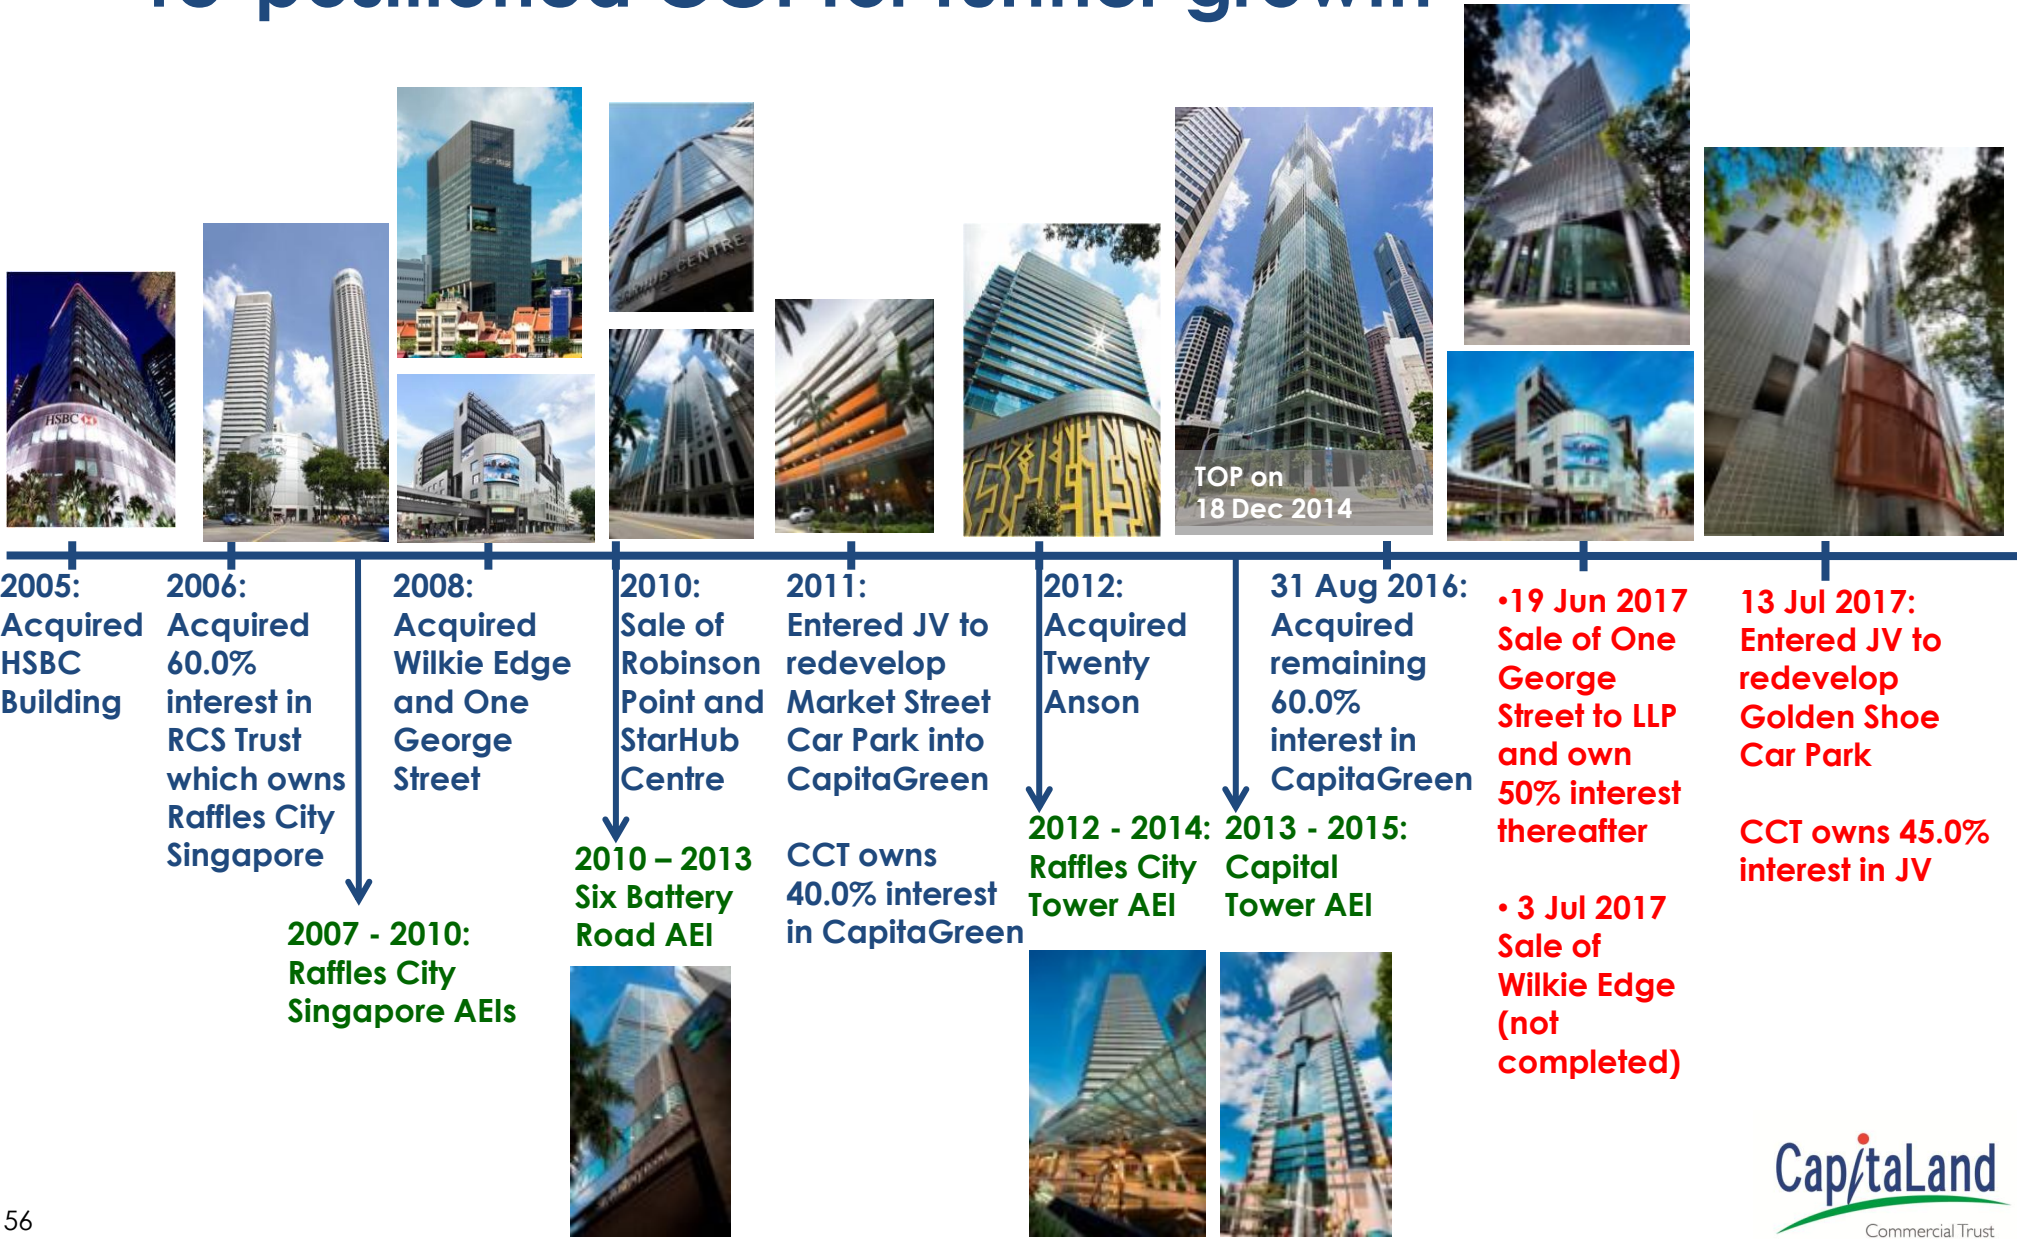 positioned CCT for further growth
HSBC
CENTRE
TOP on
18 Dec 2014
2005:
Acquired
HSBC
Building
2006:
Acquired
60.0%
interest in
RCS Trust
which owns
Raffles City
Singapore
2007 - 2010:
Raffles City
Singapore AEIs
2008:
Acquired
Wilkie Edge
and One
George
Street
2010:
Sale of
Robinson
Point and
StarHub
Centre
2010 – 2013
Six Battery
Road AEI
2011:
Entered JV to
redevelop
Market Street
Car Park into
CapitaGreen
CCT owns
40.0% interest
in CapitaGreen
2012:
Acquired
Twenty
Anson
2012 - 2014:
Raffles City
Tower AEI
2013 - 2015:
Capital
Tower AEI
31 Aug 2016:
Acquired
remaining
60.0%
interest in
CapitaGreen
•19 Jun 2017
Sale of One
George
Street to LLP
and own
50% interest
thereafter
• 3 Jul 2017
Sale of
Wilkie Edge
(not
completed)
13 Jul 2017:
Entered JV to
redevelop
Golden Shoe
Car Park
CCT owns 45.0%
interest in JV
CapitaLand
Commercial Trust
56